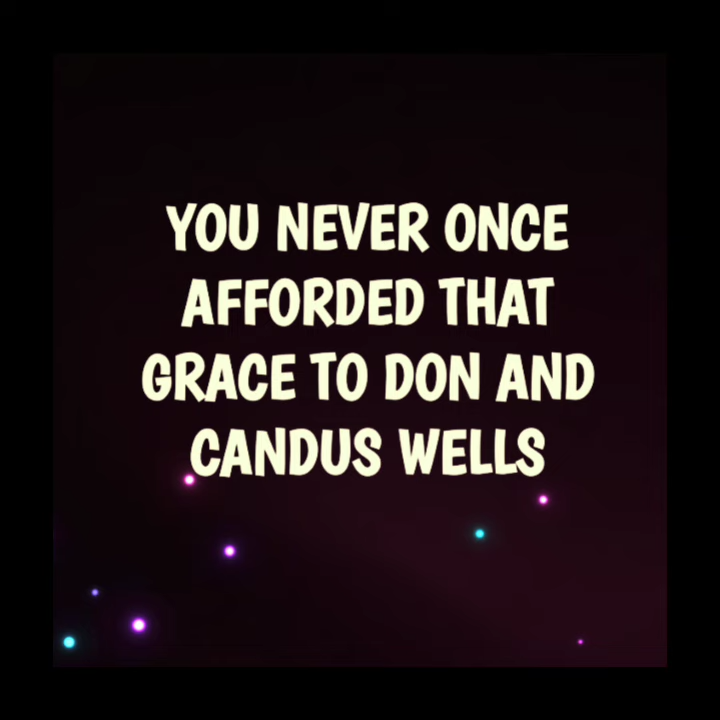 YOU NEVER ONCE
AFFORDED THAT
GRACE TO DON AND
CANDUS WELLS